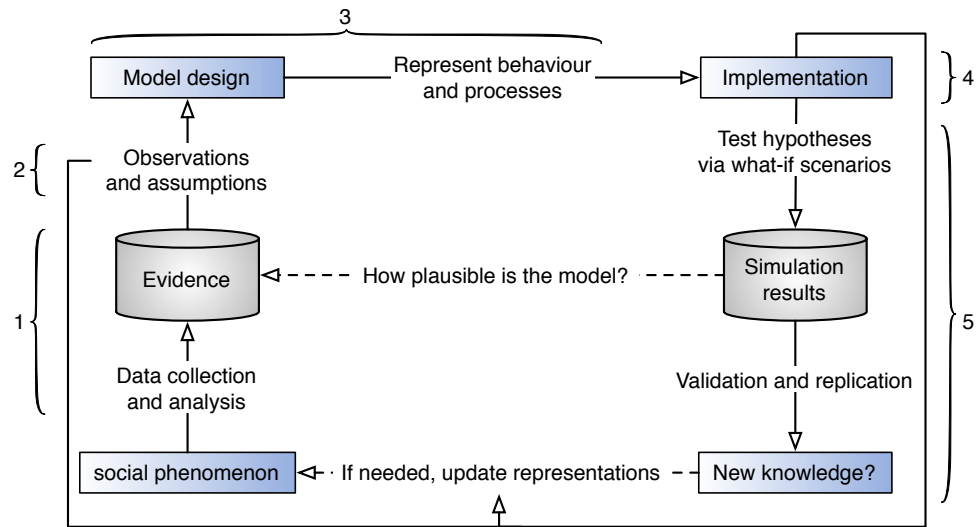 3
Model design
Represent behaviour
and processes
Implementation
4
2
Observations
and assumptions
Test hypotheses
via what-if scenarios
1
Evidence
How plausible is the model?
Simulation
results
5
Data collection
and analysis
Validation and replication
social phenomenon
If needed, update representations
New knowledge?